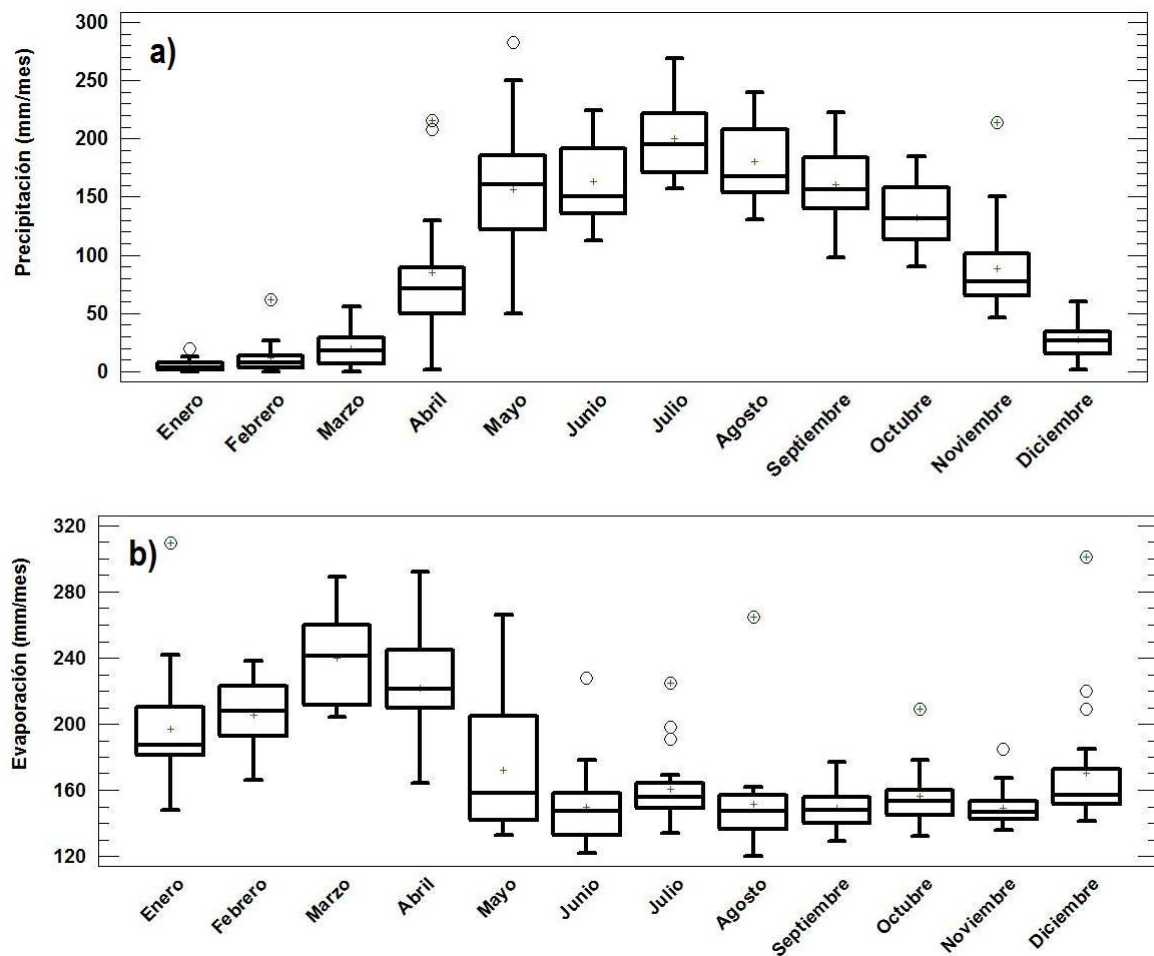 a)
Precipitación (mm/mes)
300
250
200
150
100
50
0
Enero
Febrero
Marzo
Abril
Mayo
Junio
Julio
Agosto
Septiembre
Octubre
Noviembre
Diciembre
b)
Evaporación (mm/mes)
320
280
240
200
160
120
Enero
Febrero
Marzo
Abril
Mayo
Junio
Julio
Agosto
Septiembre
Octubre
Noviembre
Diciembre